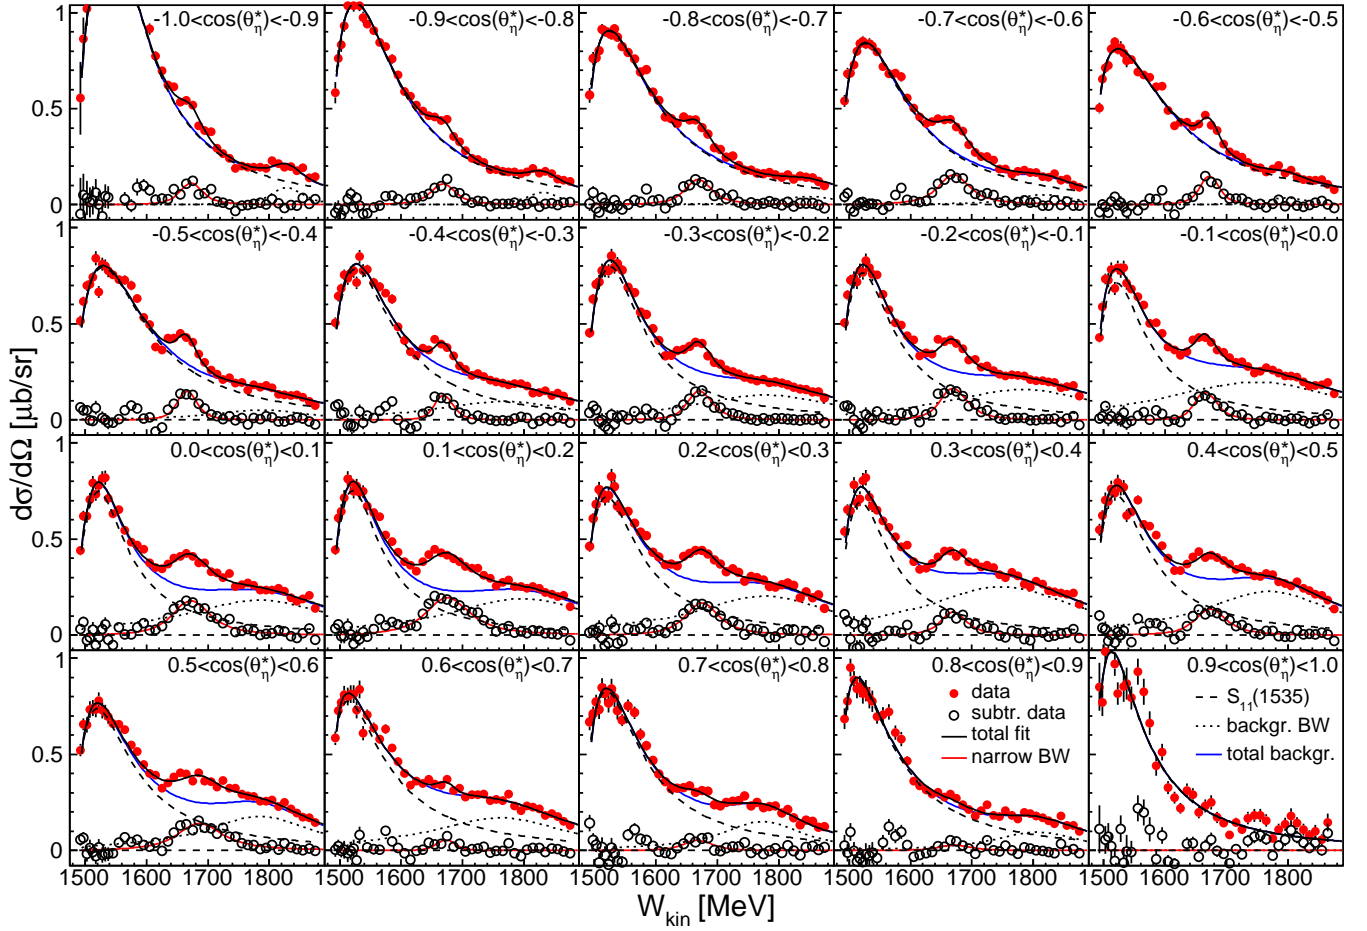 -1.0<cos(θ*η)<-0.9
-0.9<cos(θ*η)<-0.8
-0.8<cos(θ*η)<-0.7
-0.7<cos(θ*η)<-0.6
-0.6<cos(θ*η)<-0.5
1
0.5
0
-0.5<cos(θ*η)<-0.4
-0.4<cos(θ*η)<-0.3
-0.3<cos(θ*η)<-0.2
-0.2<cos(θ*η)<-0.1
-0.1<cos(θ*η)<0.0
1
0.5
0
dσ/dΩ [μb/sr]
0.0<cos(θ*η)<0.1
0.1<cos(θ*η)<0.2
0.2<cos(θ*η)<0.3
0.3<cos(θ*η)<0.4
0.4<cos(θ*η)<0.5
1
0.5
0
0.5<cos(θ*η)<0.6
0.6<cos(θ*η)<0.7
0.7<cos(θ*η)<0.8
0.8<cos(θ*η)<0.9
0.9<cos(θ*η)<1.0
1
0.5
0
data
subtr. data
total fit
narrow BW
S11(1535)
backgr. BW
total backgr.
1500 1600 1700 1800
1500 1600 1700 1800
1500 1600 1700 1800
1500 1600 1700 1800
1500 1600 1700 1800
Wkin [MeV]